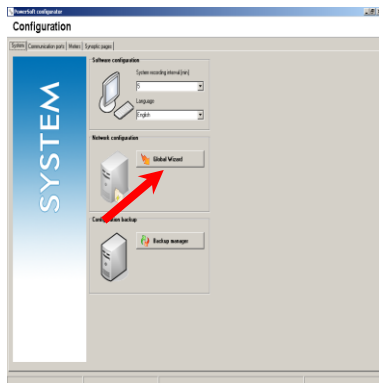 PowerSoft configurator
Configuration
System Communication ports Meters Synoptic pages
SYSTEM
Software configuration
System recording interval (mn)
5
Language
English
Network configuration
Global Wizard
Configuration backup
Backup manager